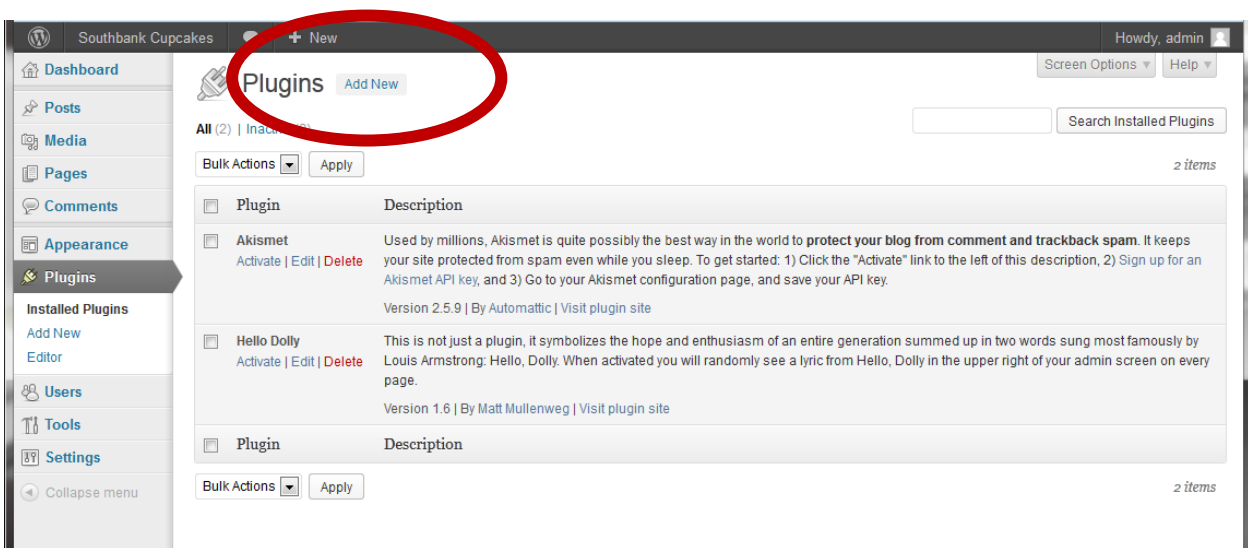 Southbank Cupcakes + New Howdy, admin
Dashboard
Posts
Media
Pages
Comments
Appearance
Plugins
Installed Plugins
Add New
Editor
Users
Tools
Settings
Collapse menu
Screen Options Help
Plugins Add New
All (2) | Inactive
Search Installed Plugins
Bulk Actions Apply 2 items
Plugin Description
Akismet
Activate | Edit | Delete
Used by millions, Akismet is quite possibly the best way in the world to protect your blog from comment and trackback spam. It keeps
your site protected from spam even while you sleep. To get started: 1) Click the "Activate" link to the left of this description, 2) Sign up for an
Akismet API key, and 3) Go to your Akismet configuration page, and save your API key.
Version 2.5.9 | By Automattic | Visit plugin site
Hello Dolly
Activate | Edit | Delete
This is not just a plugin, it symbolizes the hope and enthusiasm of an entire generation summed up in two words sung most famously by
Louis Armstrong: Hello, Dolly. When activated you will randomly see a lyric from Hello, Dolly in the upper right of your admin screen on every
page.
Version 1.6 | By Matt Mullenweg | Visit plugin site
Plugin Description
Bulk Actions Apply 2 items